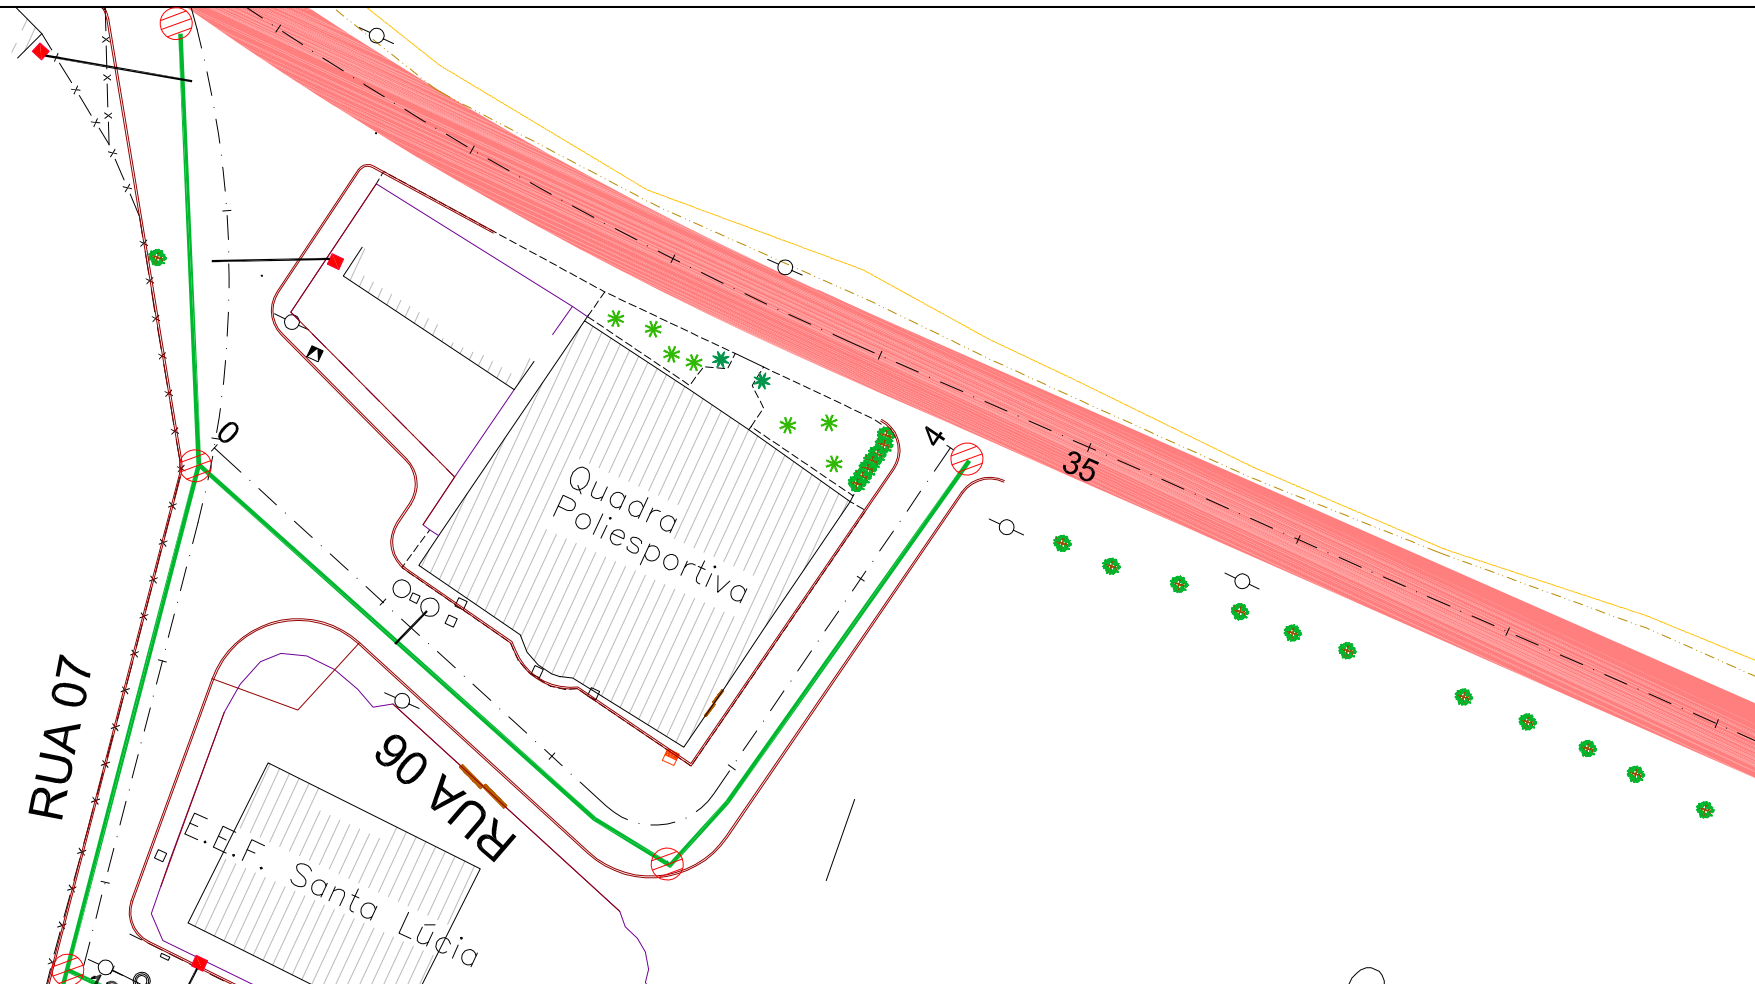 0
4
35
Quadra
Poliesportiva
RUA 07
RUA 06
E.E.F. Santa Lúcia